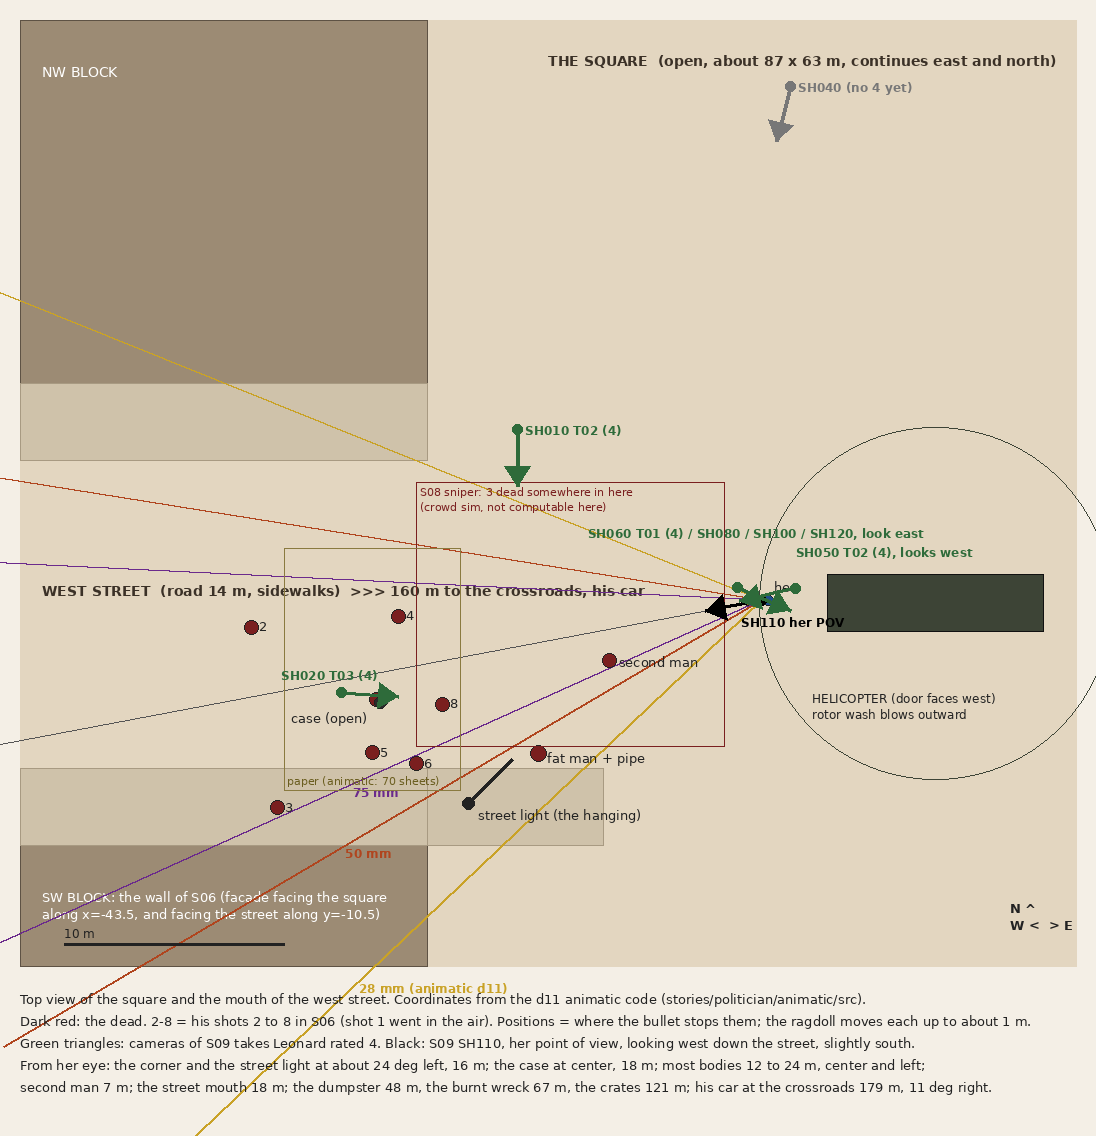 NW BLOCK
THE SQUARE (open, about 87 x 63 m, continues east and north)
SH040 (no 4 yet)
SH010 T02 (4)
S08 sniper: 3 dead somewhere in here
(crowd sim, not computable here)
SH060 T01 (4) / SH080 / SH100 / SH120, look east
SH050 T02 (4), looks west
WEST STREET (road 14 m, sidewalks) >>> 160 m to the crossroads, his car
SH110 her POV
4
2
second man
SH020 T03 (4)
case (open)
8
HELICOPTER (door faces west)
rotor wash blows outward
5
6
fat man + pipe
paper (animatic: 70 sheets)
75 mm
3
street light (the hanging)
50 mm
SW BLOCK: the wall of S06 (facade facing the square
along x=-43.5, and facing the street along y=-10.5)
10 m
N ^
W < > E
28 mm (animatic d11)
Top view of the square and the mouth of the west street. Coordinates from the d11 animatic code (stories/politician/animatic/src).
Dark red: the dead. 2-8 = his shots 2 to 8 in S06 (shot 1 went in the air). Positions = where the bullet stops them; the ragdoll moves each up to about 1 m.
Green triangles: cameras of S09 takes Leonard rated 4. Black: S09 SH110, her point of view, looking west down the street, slightly south.
From her eye: the corner and the street light at about 24 deg left, 16 m; the case at center, 18 m; most bodies 12 to 24 m, center and left;
second man 7 m; the street mouth 18 m; the dumpster 48 m, the burnt wreck 67 m, the crates 121 m; his car at the crossroads 179 m, 11 deg right.